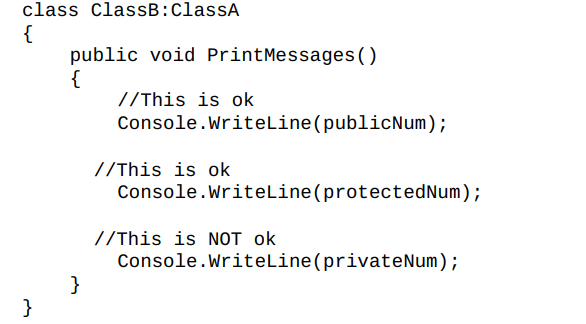 class ClassB:ClassA
{
    public void PrintMessages()
    {
        //This is ok
        Console.WriteLine(publicNum);

      //This is ok
        Console.WriteLine(protectedNum);

      //This is NOT ok
        Console.WriteLine(privateNum);
    }
}